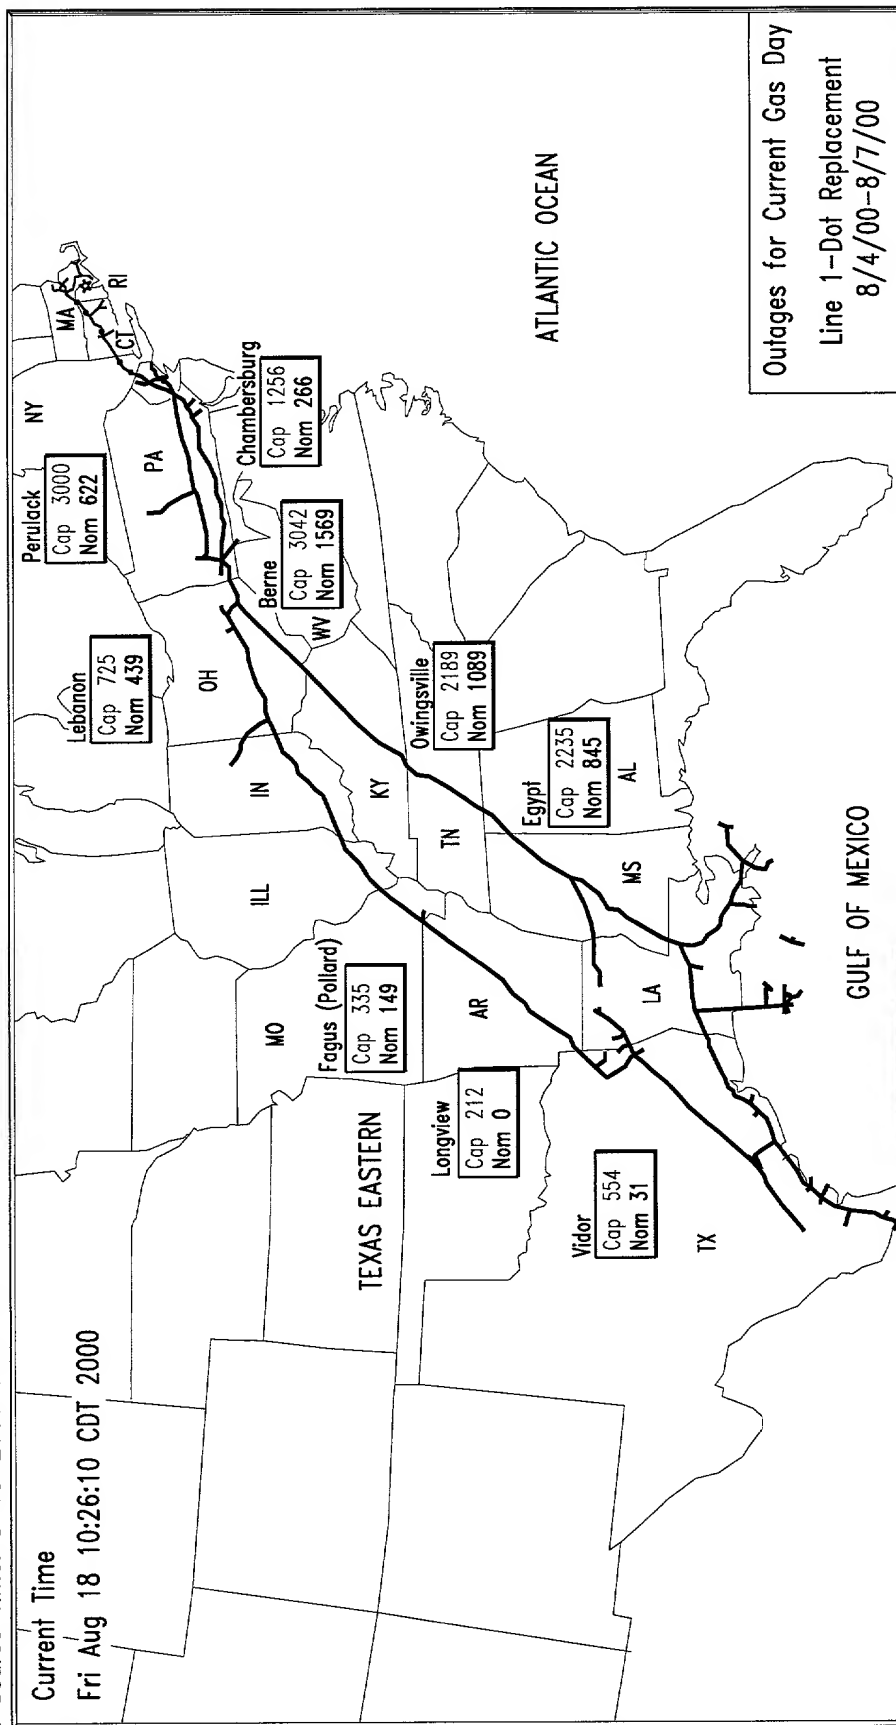 Current Time
Fri Aug 18 10:26:10 CDT 2000
Perulack
Cap 3000
Nom 622
NY
MA
RI
CT
PA
Lebanon
Cap 725
Nom 439
OH
Chambersburg
Cap 1256
Nom 266
Berne
Cap 3042
Nom 1569
WV
IN
ILL
MO
Fagus (Pollard)
Cap 335
Nom 149
KY
Owingsville
Cap 2189
Nom 1089
TEXAS EASTERN
TN
AR
Longview
Cap 212
Nom 0
Egypt
Cap 2235
Nom 845
AL
MS
LA
Vidor
Cap 554
Nom 31
TX
ATLANTIC OCEAN
GULF OF MEXICO
Outages for Current Gas Day
Line 1-Dot Replacement
8/4/00-8/7/00